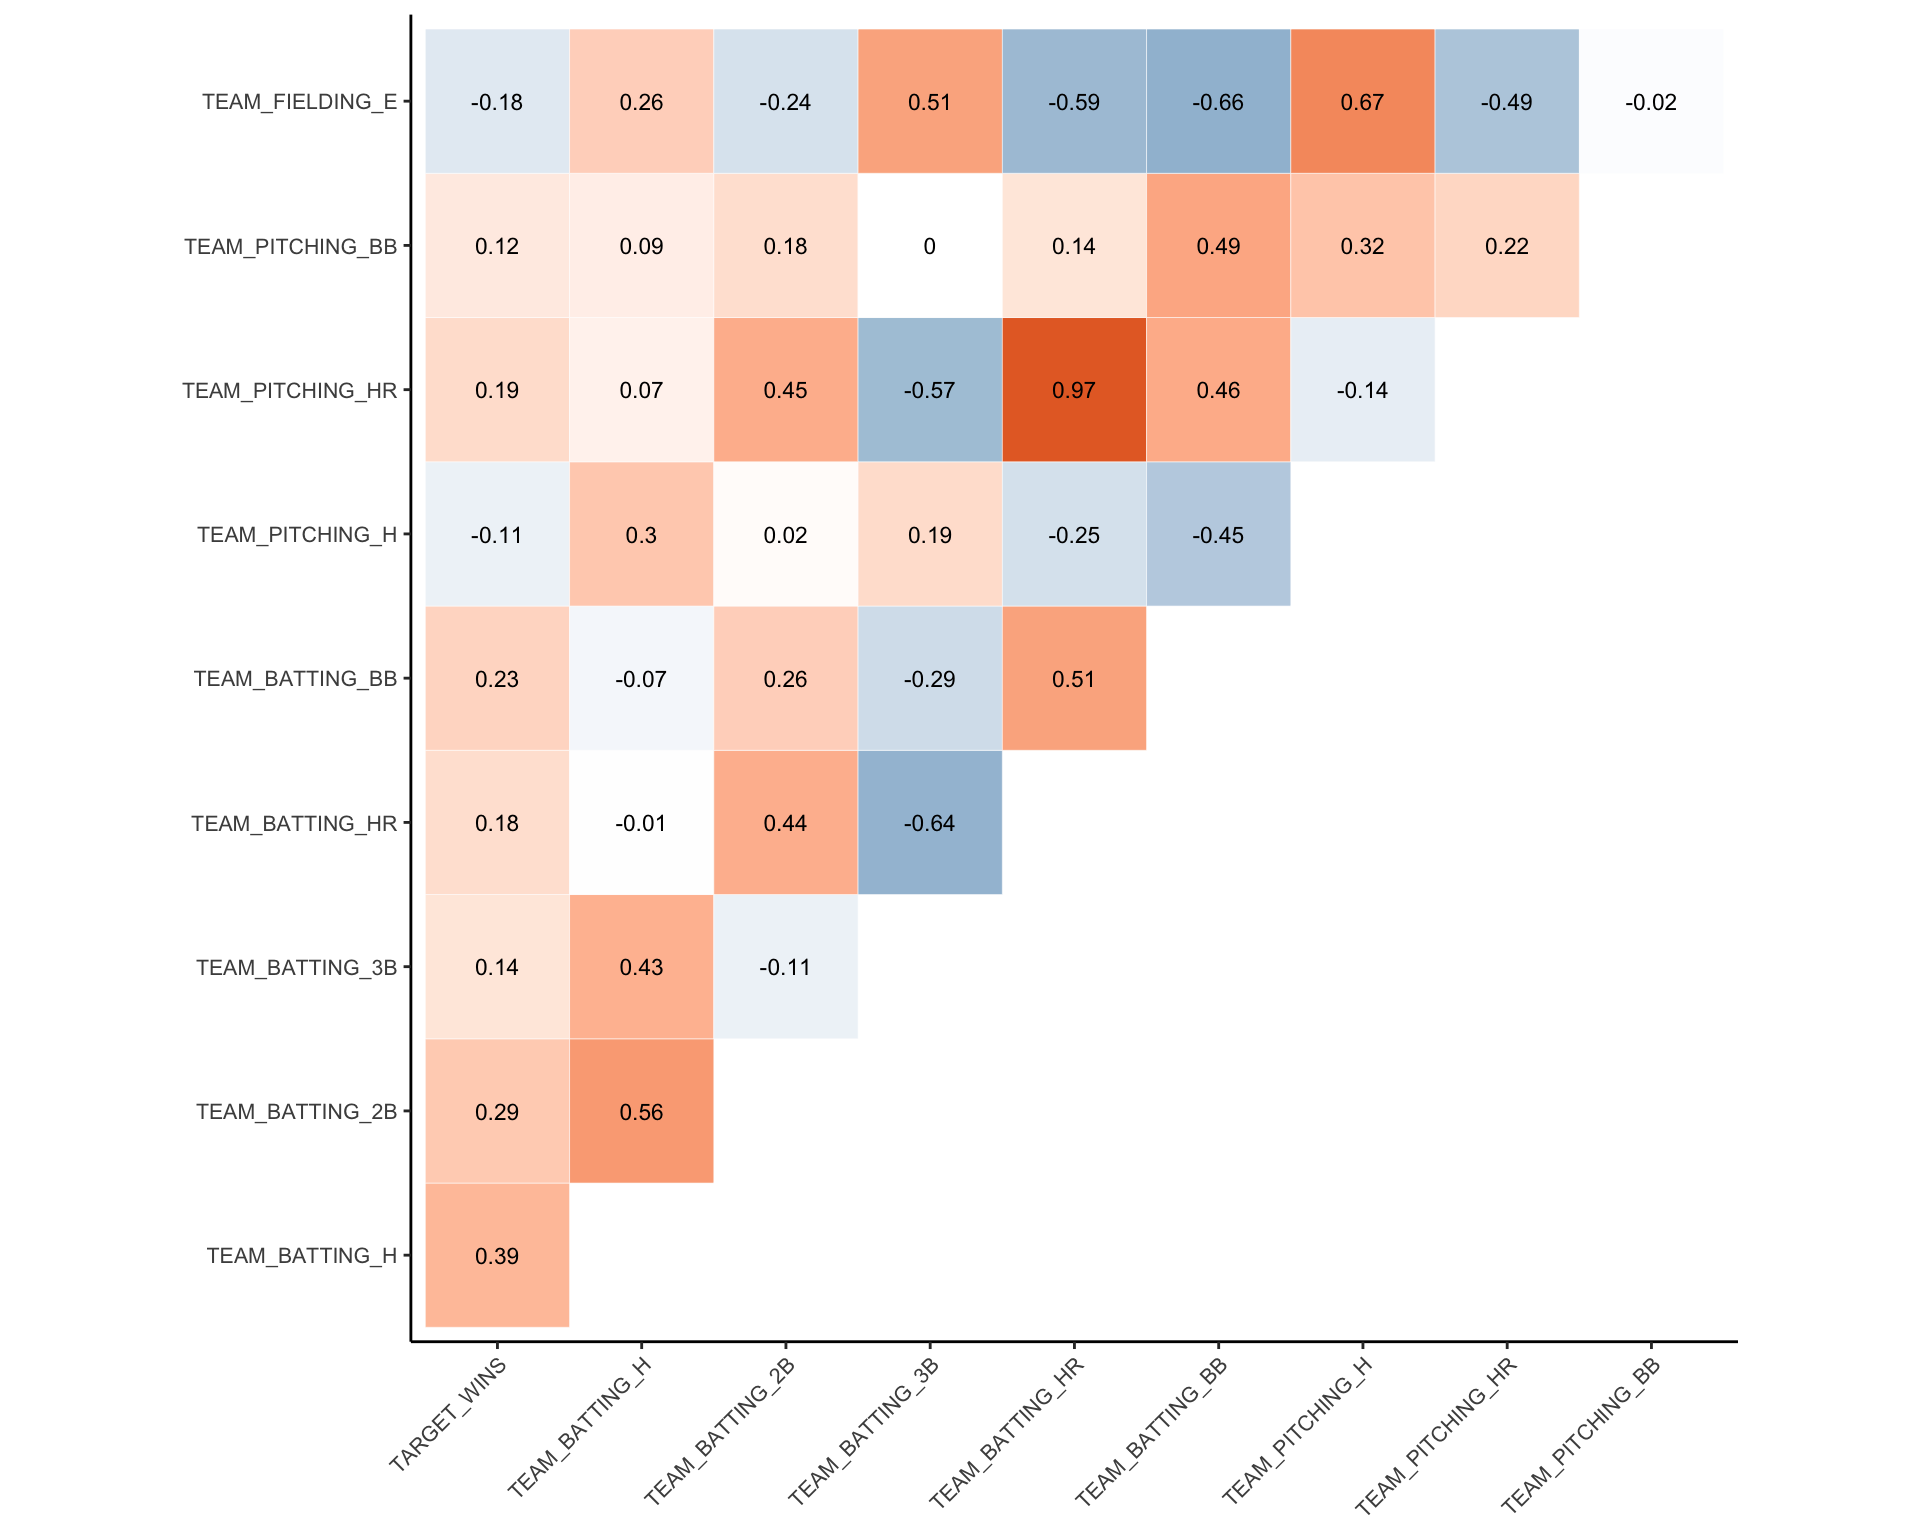 TEAM_FIELDING_E -0.18 0.26 -0.24 0.51 -0.59 -0.66 0.67 -0.49 -0.02
TEAM_PITCHING_BB 0.12 0.09 0.18 0 0.14 0.49 0.32 0.22
TEAM_PITCHING_HR 0.19 0.07 0.45 -0.57 0.97 0.46 -0.14
TEAM_PITCHING_H -0.11 0.3 0.02 0.19 -0.25 -0.45
TEAM_BATTING_BB 0.23 -0.07 0.26 -0.29 0.51
TEAM_BATTING_HR 0.18 -0.01 0.44 -0.64
TEAM_BATTING_3B 0.14 0.43 -0.11
TEAM_BATTING_2B 0.29 0.56
TEAM_BATTING_H 0.39
TARGET_WINS
TEAM_BATTING_H
TEAM_BATTING_2B
TEAM_BATTING_3B
TEAM_BATTING_HR
TEAM_BATTING_BB
TEAM_PITCHING_H
TEAM_PITCHING_HR
TEAM_PITCHING_BB